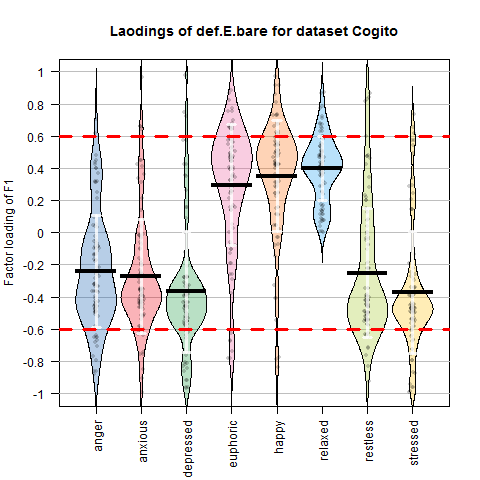 Laodings of def.E.bare for dataset Cogito
Factor loading of F1
1
0.8
0.6
0.4
0.2
0
-0.2
-0.4
-0.6
-0.8
-1
anger
anxious
depressed
euphoric
happy
relaxed
restless
stressed